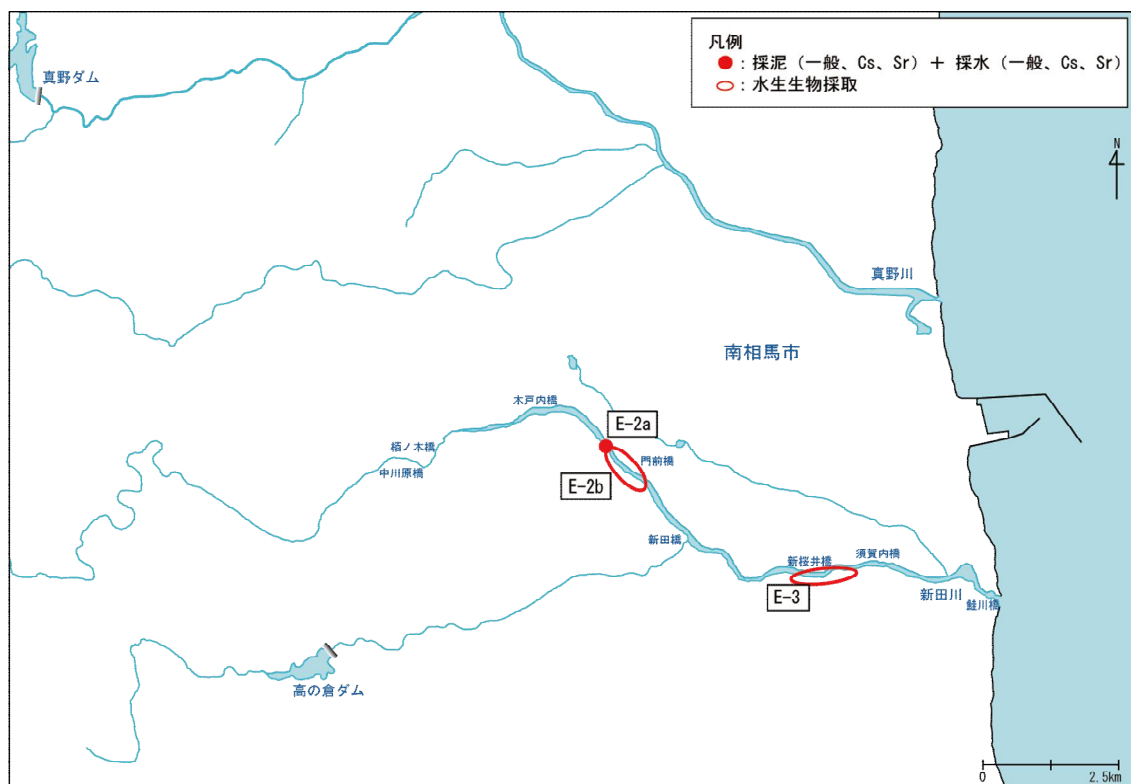 凡例
：採泥（一般、Cs、Sr）＋ 採水（一般、Cs、Sr）
：水生生物採取
真野ダム
N
真野川
南相馬市
木戸内橋
E-2a
栢ノ木橋
門前橋
中川原橋
E-2b
新田橋
新桜井橋
須賀内橋
E-3
新田川
鮭川橋
高の倉ダム
0
2.5km